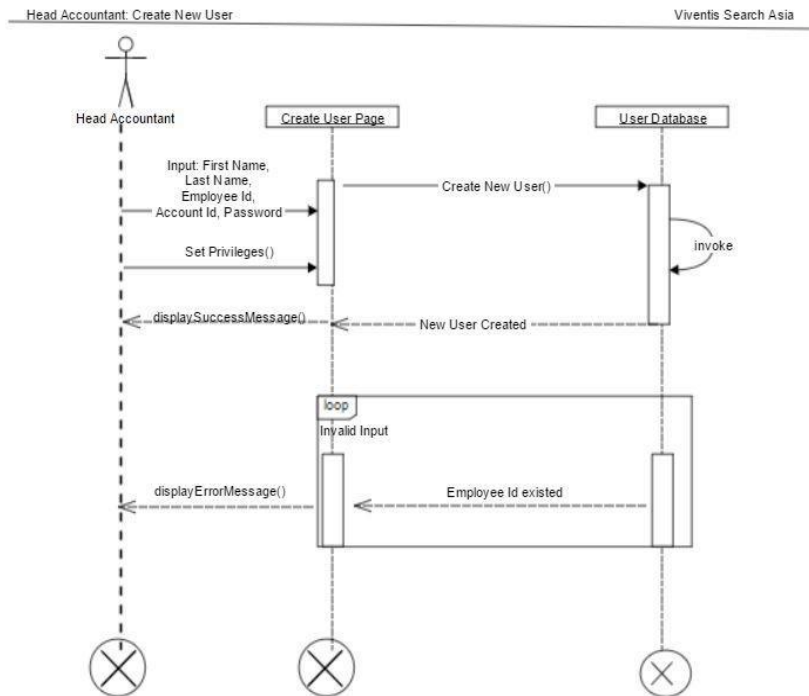 Head Accountant: Create New User
Viventis Search Asia
Head Accountant
Create User Page
User Database
Input: First Name,
Last Name,
Employee Id,
Account Id, Password
Create New User()
invoke
Set Privileges()
displaySuccessMessage()
New User Created
loop
Invalid Input
displayErrorMessage()
Employee Id existed